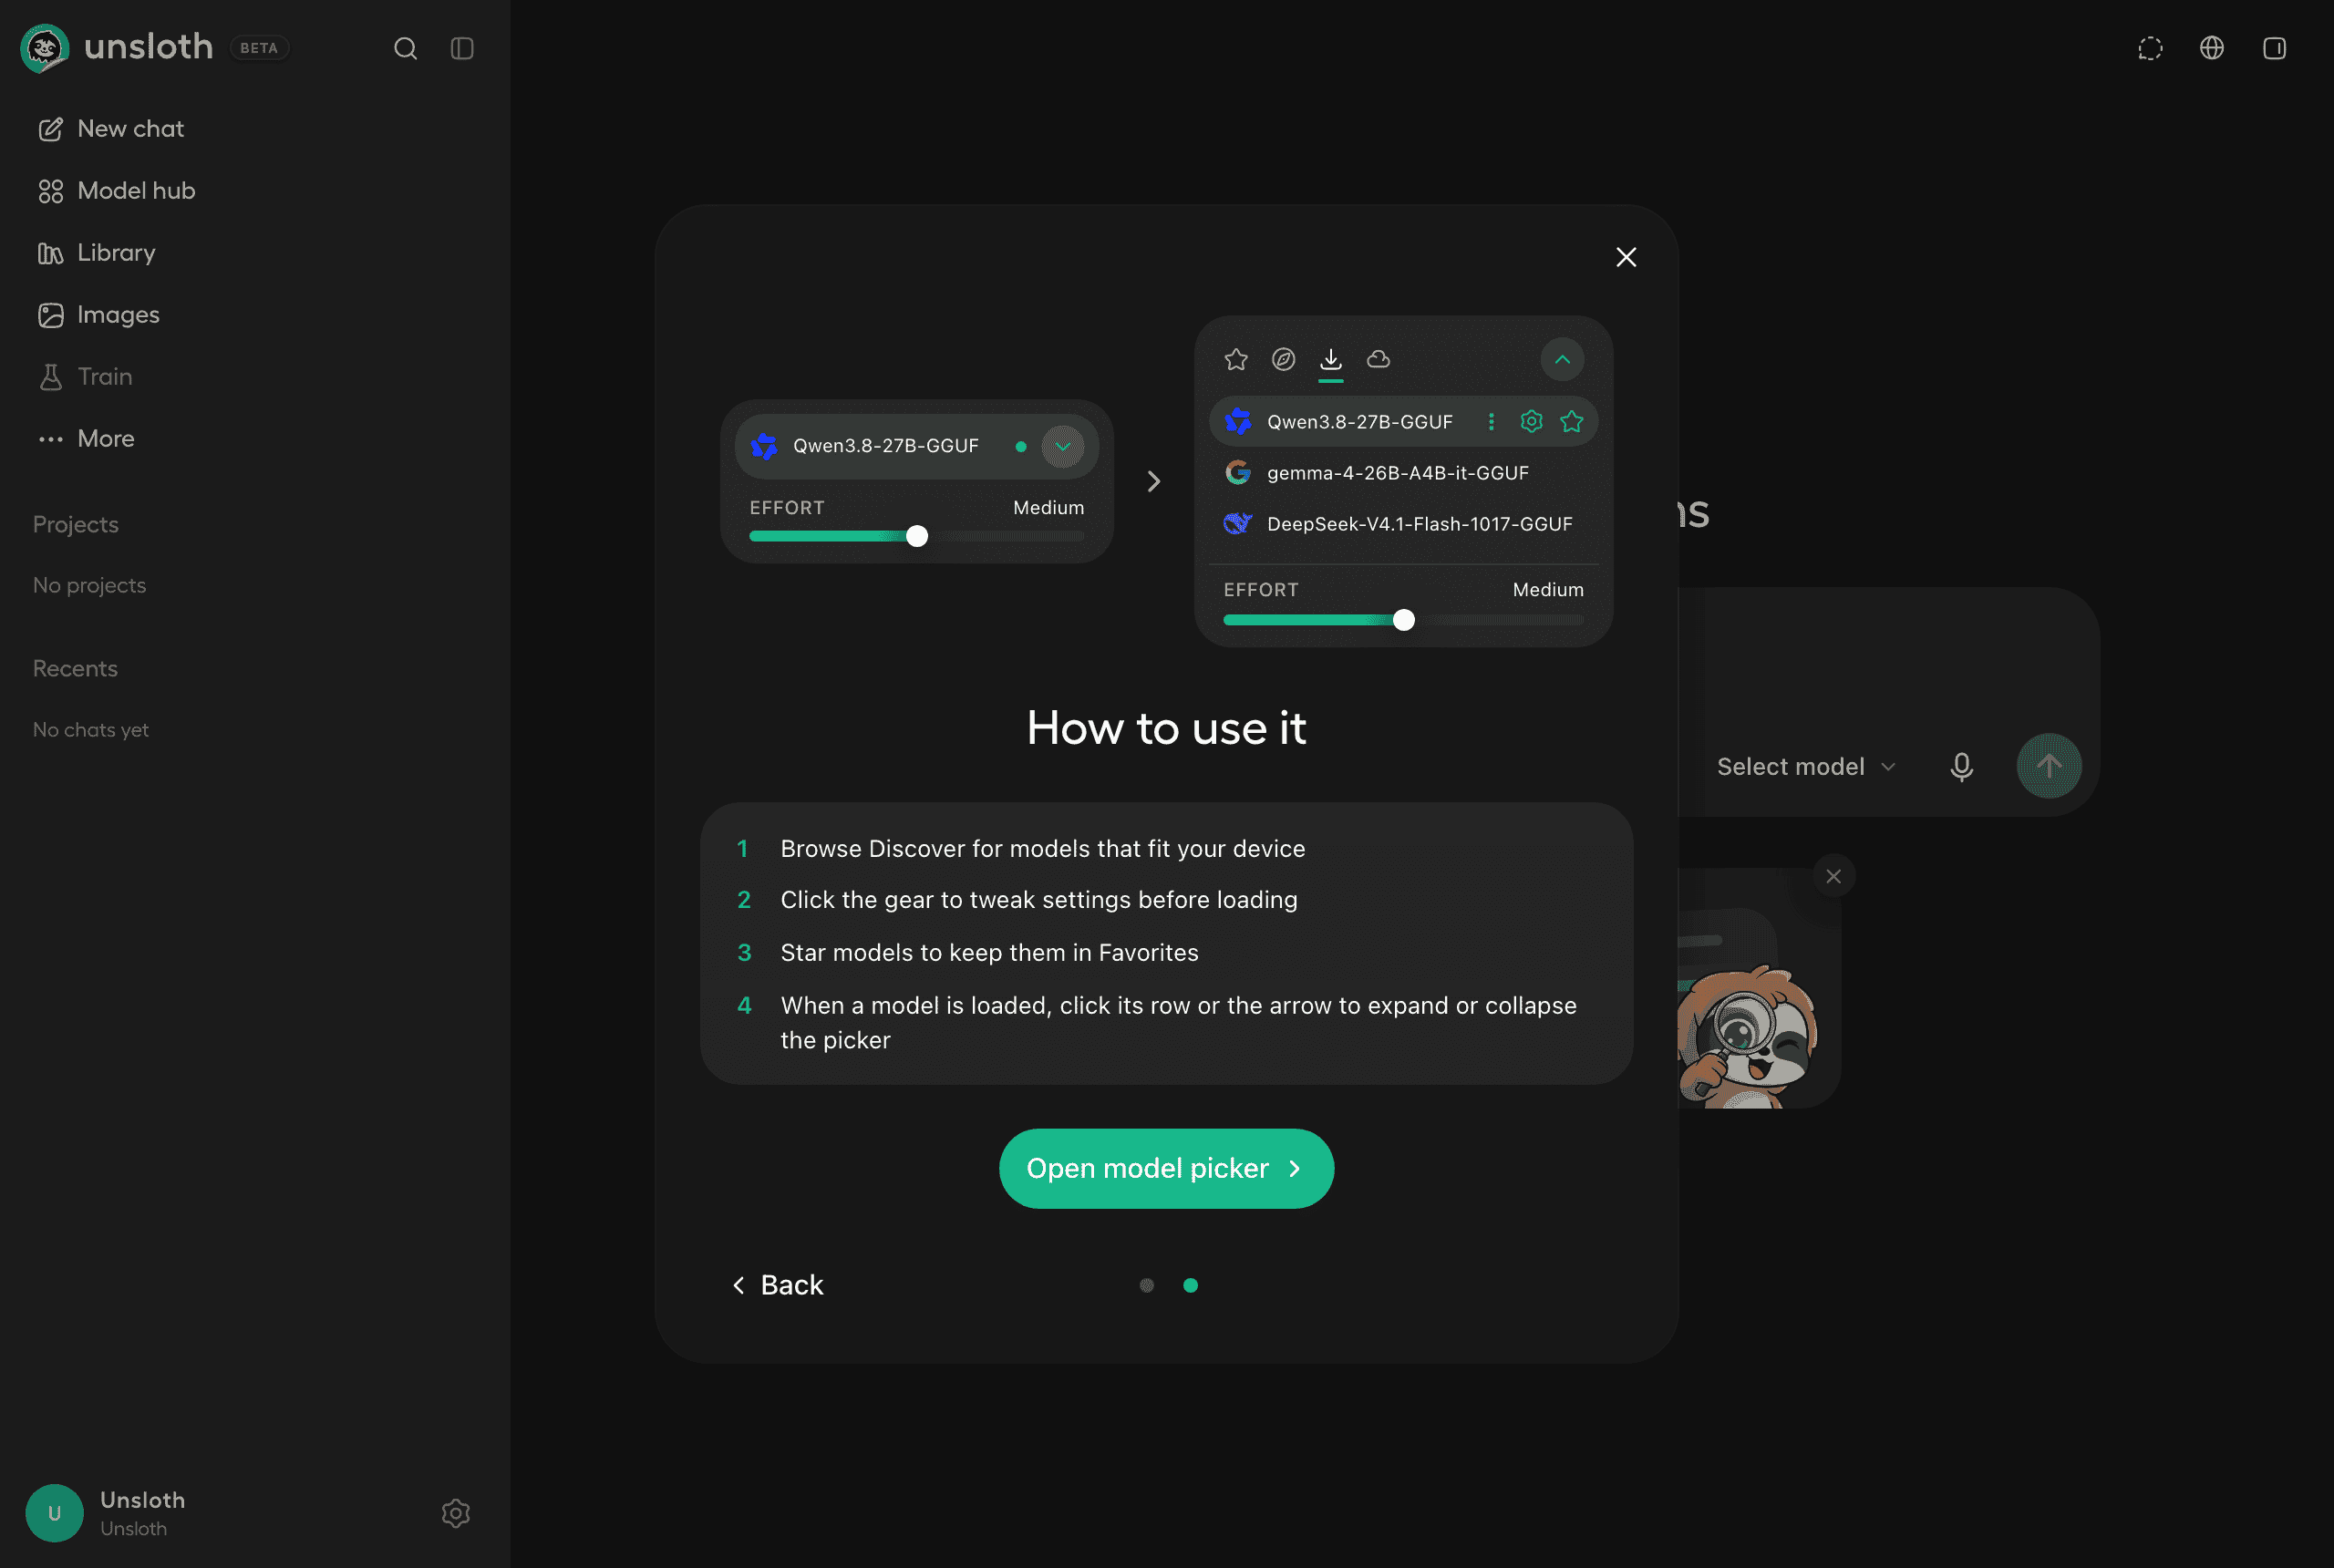 unsloth BETA
New chat
Model hub
Library
Images
Train
More
Projects
No projects
Recents
No chats yet
Qwen3.8-27B-GGUF
EFFORT Medium
Qwen3.8-27B-GGUF
gemma-4-26B-A4B-it-GGUF
DeepSeek-V4.1-Flash-1017-GGUF
EFFORT Medium
How to use it
1 Browse Discover for models that fit your device
2 Click the gear to tweak settings before loading
3 Star models to keep them in Favorites
4 When a model is loaded, click its row or the arrow to expand or collapse
the picker
Open model picker
Back
Select model
U
Unsloth
Unsloth